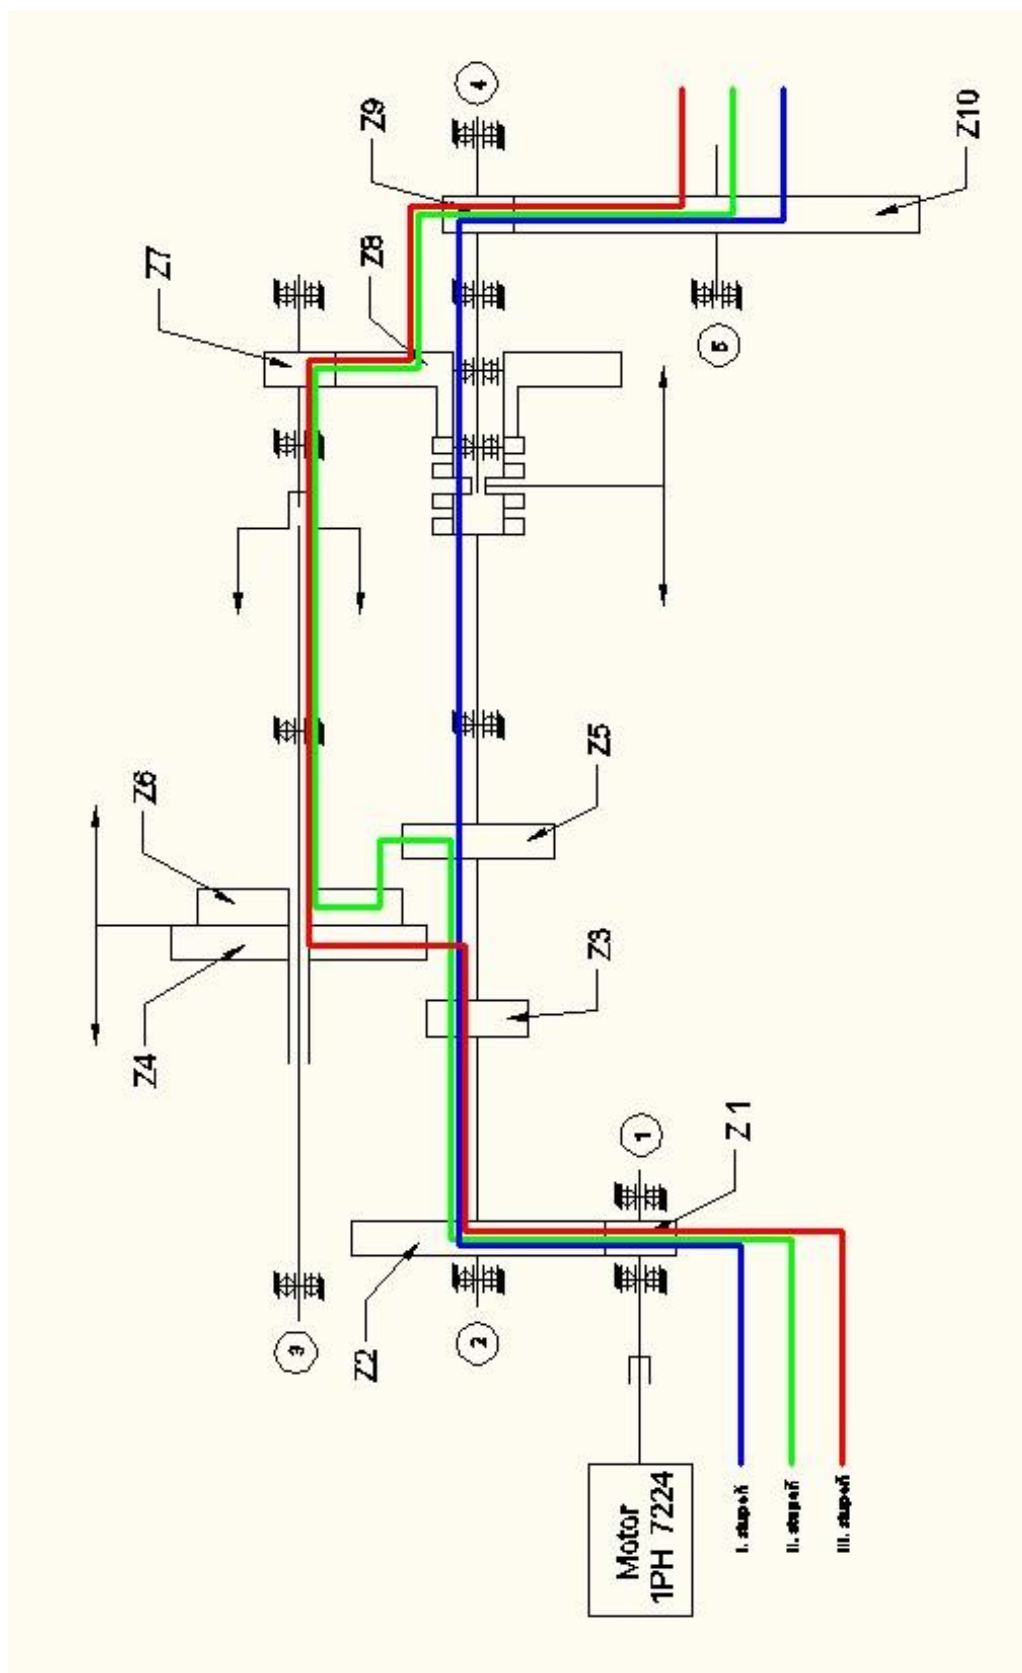 Motor
1PH 7224
I. stupeň
II. stupeň
III. stupeň
Z1
Z2
Z3
Z4
Z5
Z6
Z7
Z8
Z9
Z10
1
2
3
4
5